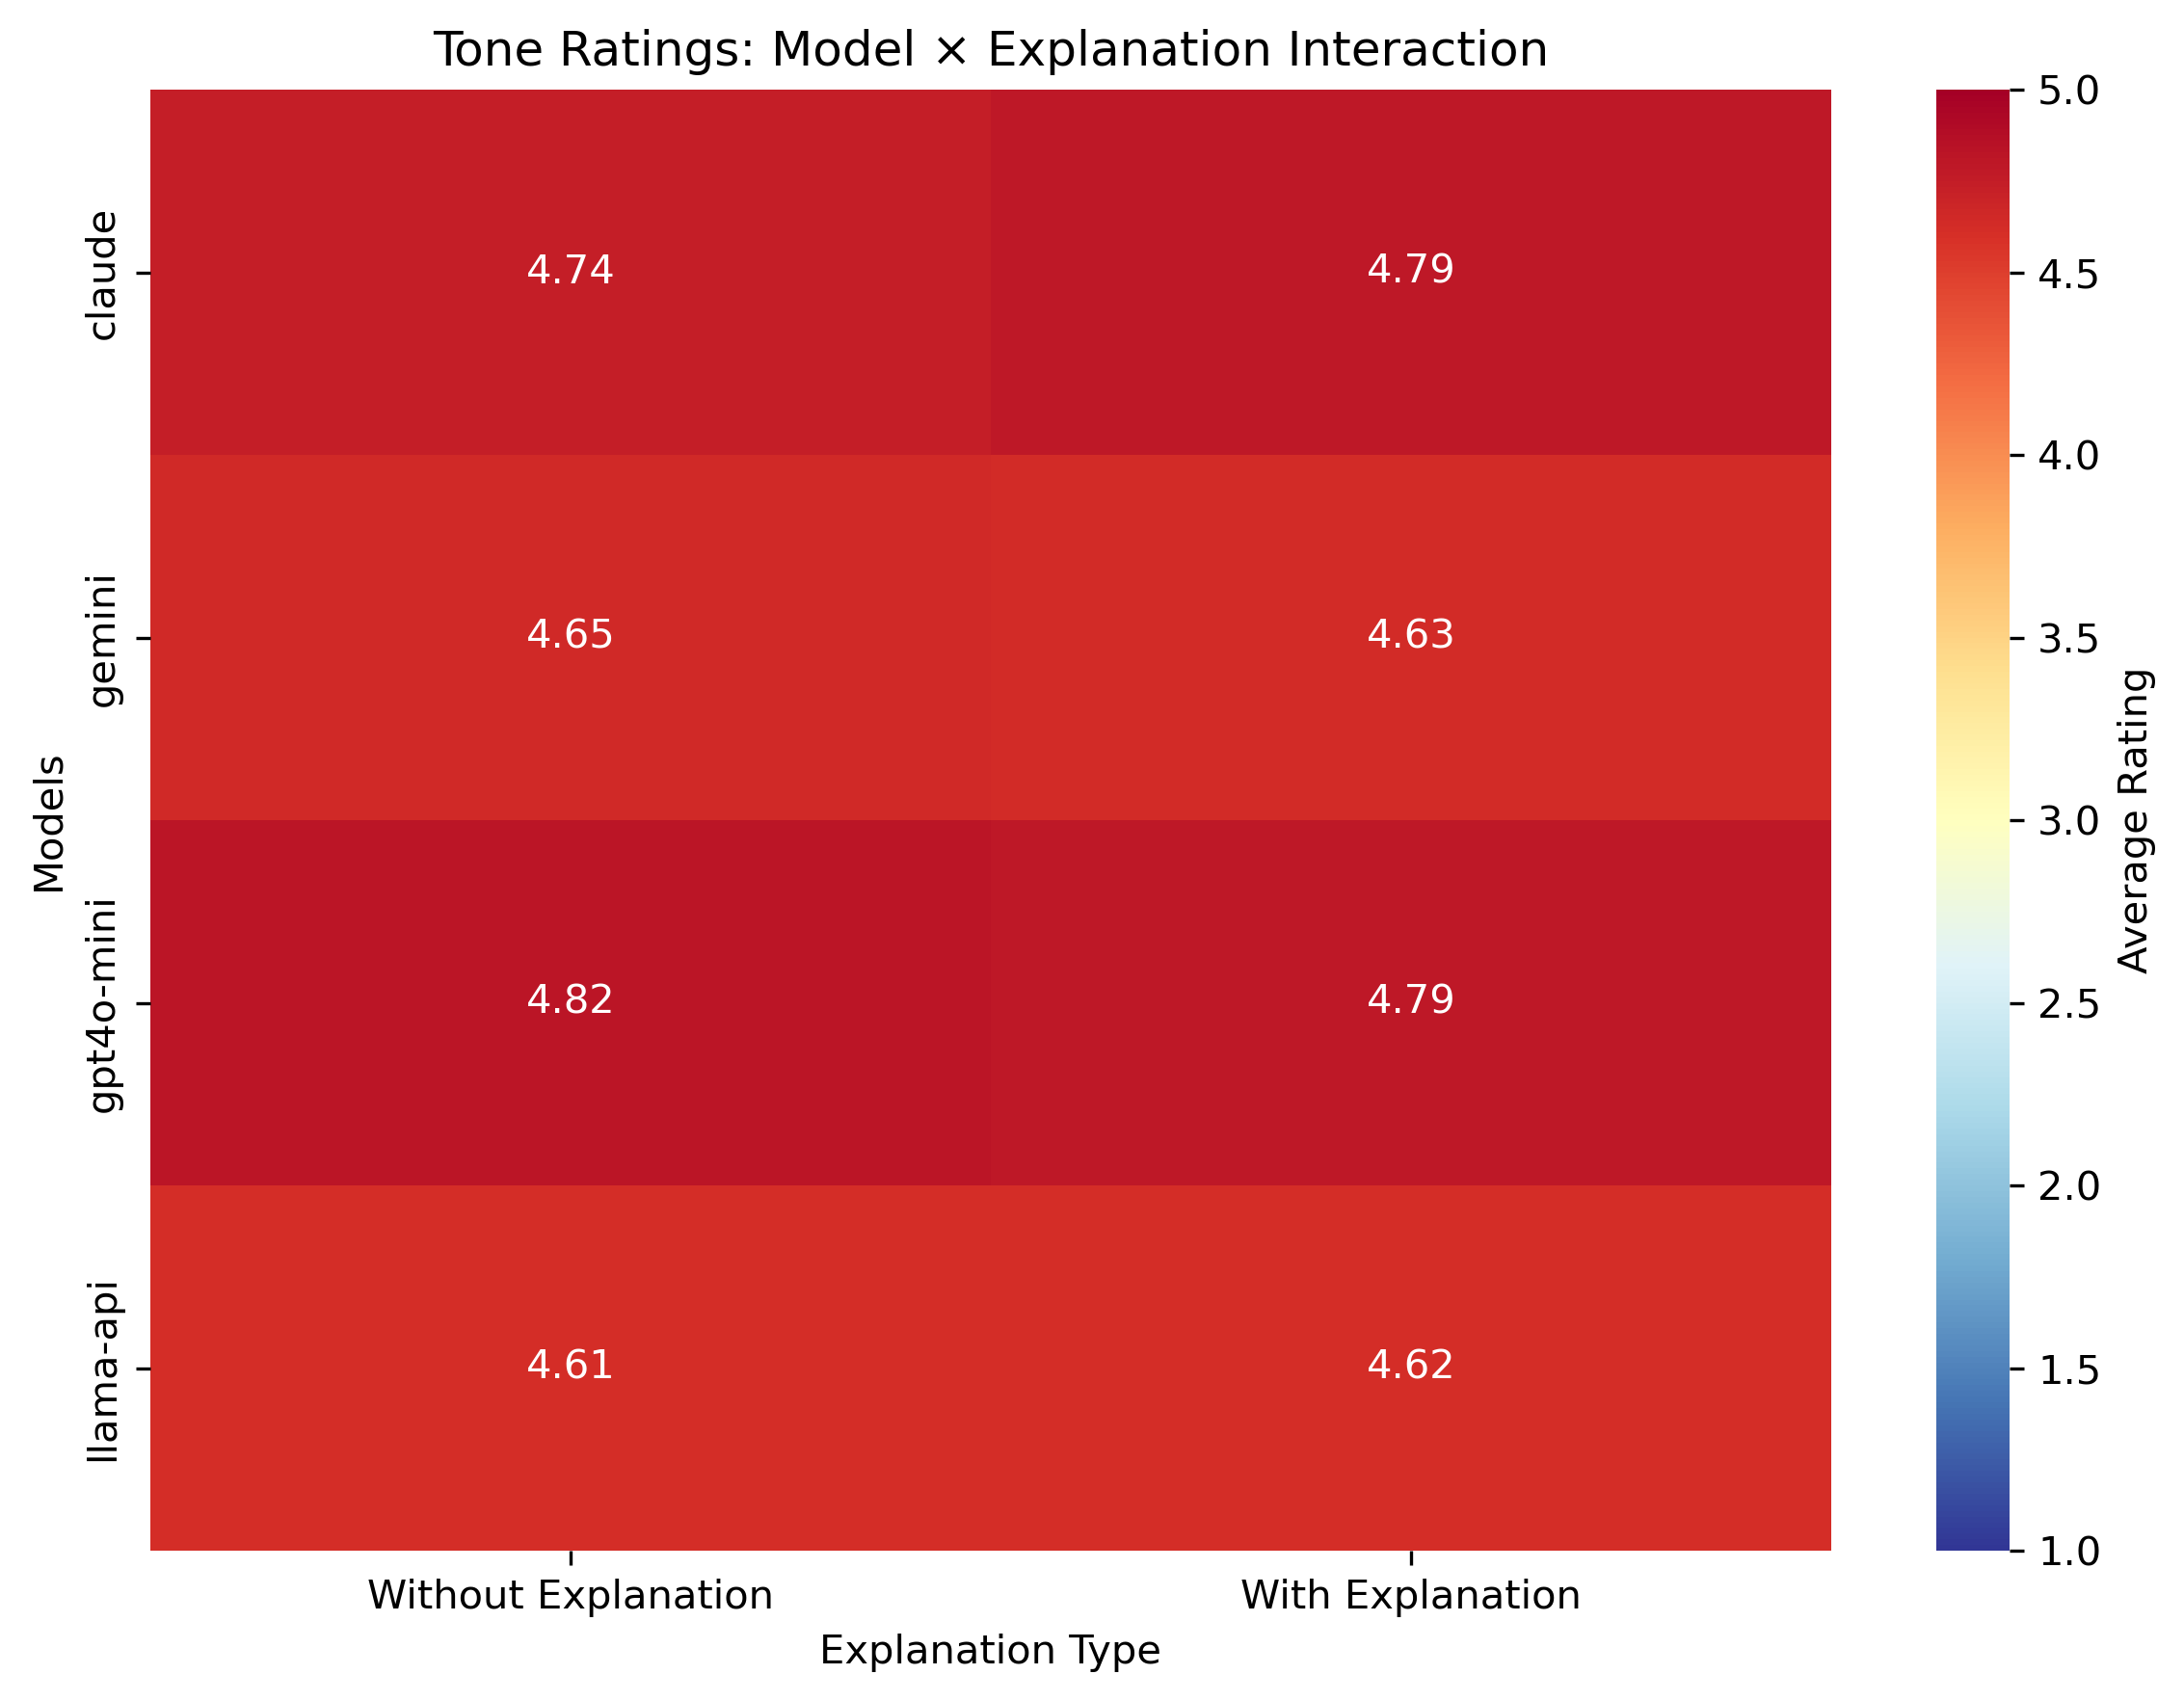 Tone Ratings: Model × Explanation Interaction
Models
claude
4.74
4.79
gemini
4.65
4.63
gpt4o-mini
4.82
4.79
llama-api
4.61
4.62
Without Explanation
With Explanation
Explanation Type
5.0
4.5
4.0
3.5
3.0
2.5
2.0
1.5
1.0
Average Rating